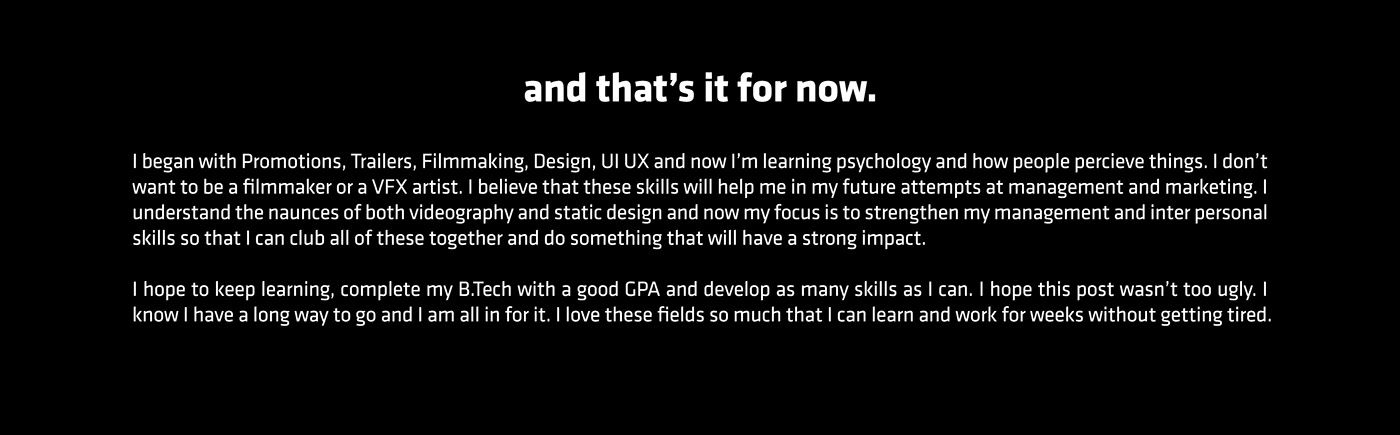 and that's it for now.
I began with Promotions, Trailers, Filmmaking, Design, UI UX and now I'm learning psychology and how people percieve things. I don't
want to be a filmmaker or a VFX artist. I believe that these skills will help me in my future attempts at management and marketing. I
understand the naunces of both videography and static design and now my focus is to strengthen my management and inter personal
skills so that I can club all of these together and do something that will have a strong impact.
I hope to keep learning, complete my B.Tech with a good GPA and develop as many skills as I can. I hope this post wasn't too ugly. I
know I have a long way to go and I am all in for it. I love these fields so much that I can learn and work for weeks without getting tired.